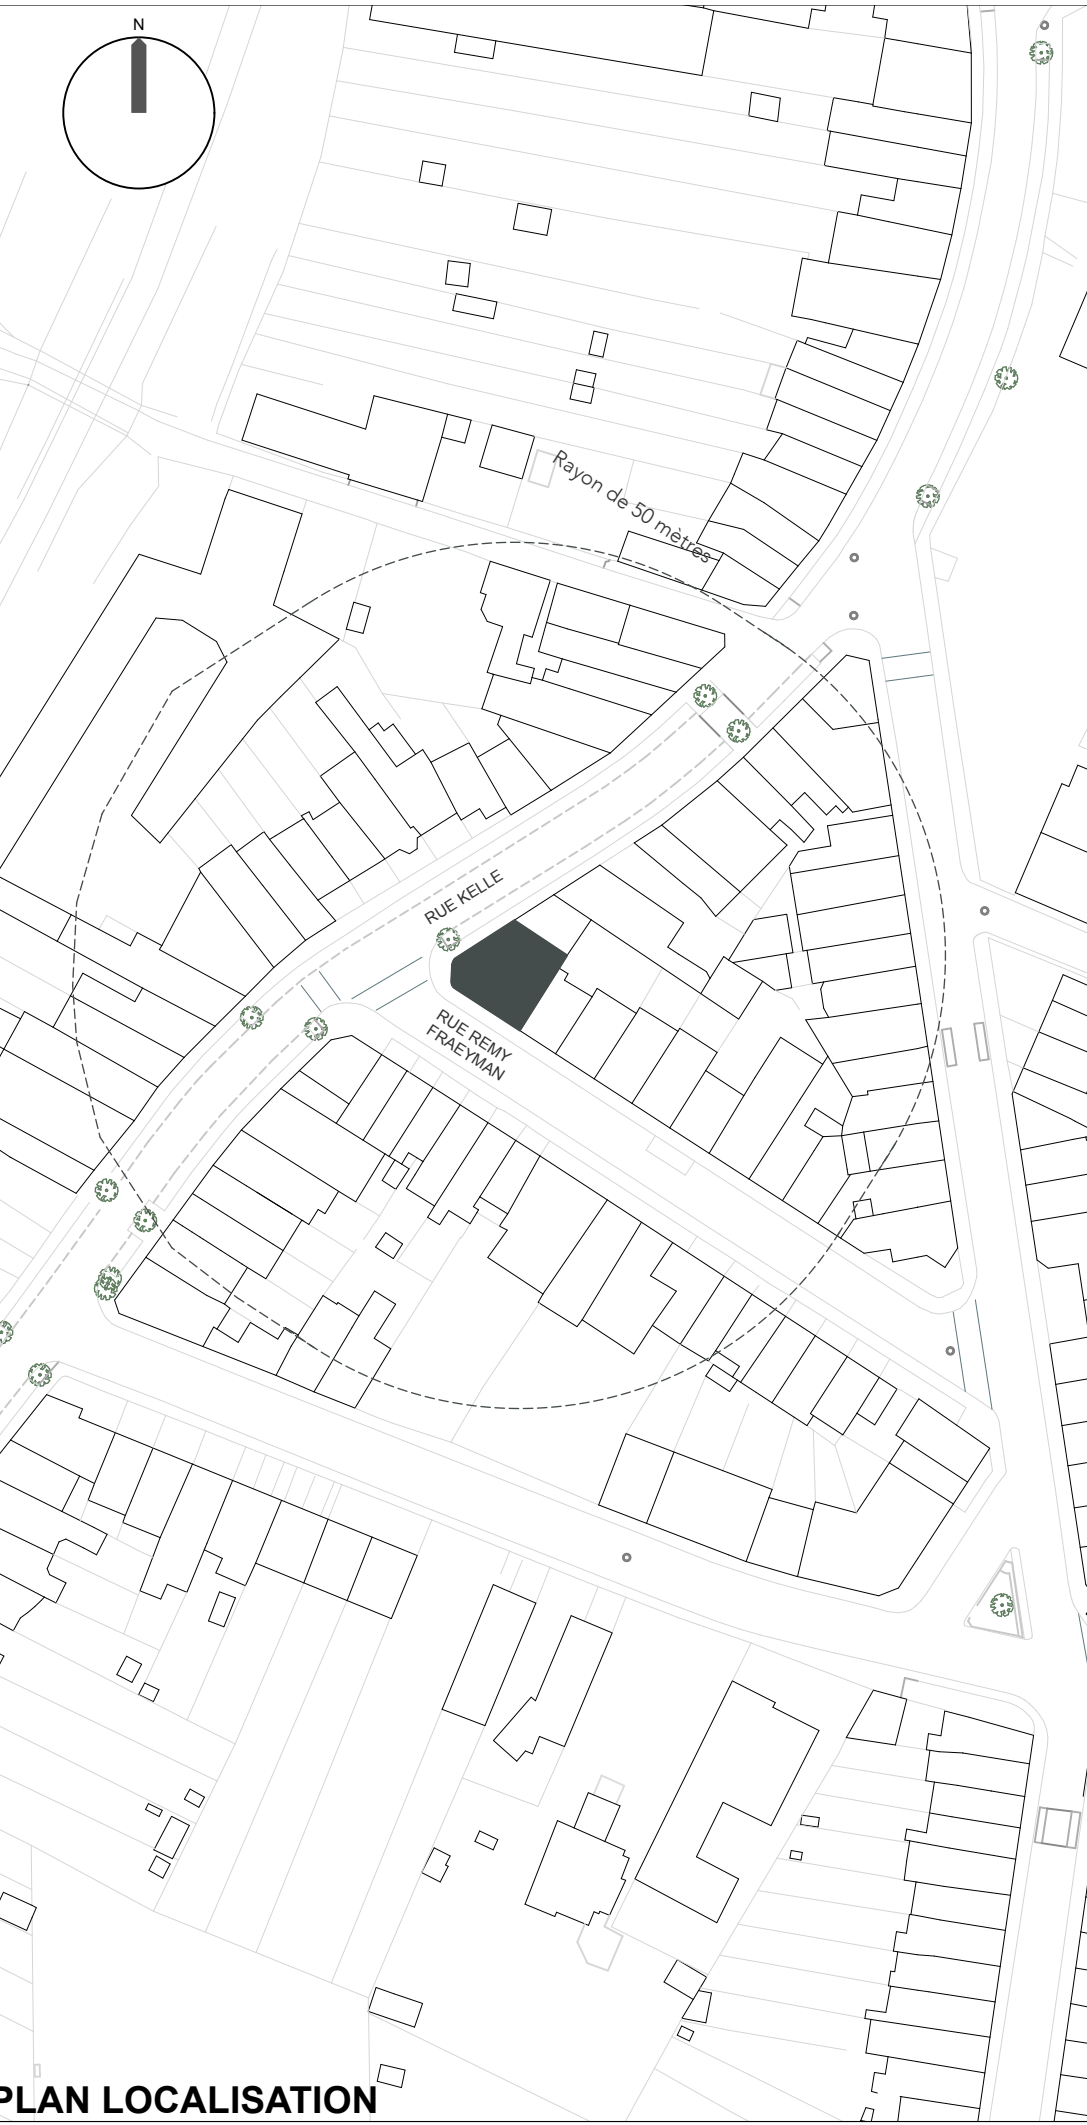 N
Rayon de 50 mètres
RUE KELLE
RUE REMY
FRAEYMAN
PLAN LOCALISATION